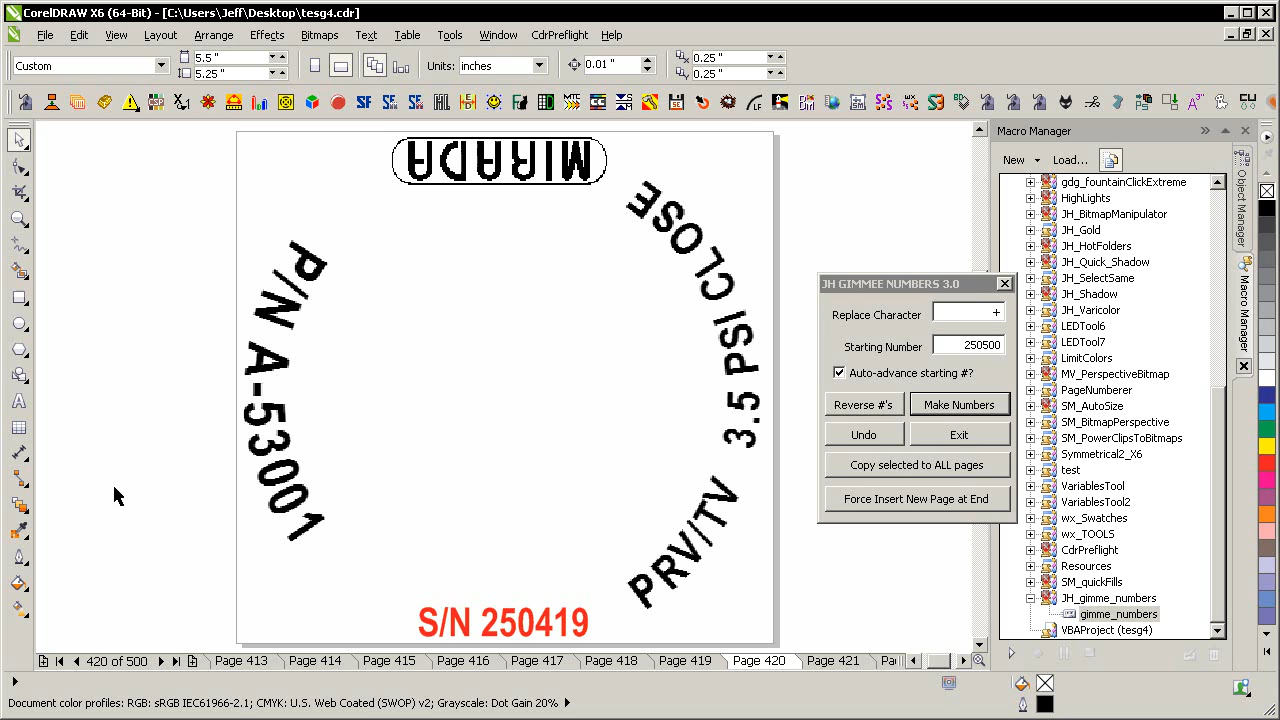 CorelDRAW X6 (64-Bit) - [C:\Users\Jeff\Desktop\tesg4.cdr]
File Edit View Layout Arrange Effects Bitmaps Text Table Tools Window CdrPreflight Help
Custom 5.5 " 5.25 " Units: inches 0.01 " 0.25 " 0.25 "
MIRADA
3.5 PSI CLOSE
P/N A-53001
PRV/TV
S/N 250419
JH GIMMEE NUMBERS 3.0
Replace Character +
Starting Number 250500
Auto-advance starting #?
Reverse #'s Make Numbers
Undo Exit
Copy selected to ALL pages
Force Insert New Page at End
Macro Manager
New Load...
gdg_fountainClickExtreme
HighLights
JH_BitmapManipulator
JH_Gold
JH_HotFolders
JH_Quick_Shadow
JH_SelectSame
JH_Shadow
JH_Varicolor
LEDTool6
LEDTool7
LimitColors
MV_PerspectiveBitmap
PageNumberer
SM_AutoSize
SM_BitmapPerspective
SM_PowerClipsToBitmaps
Symmetrical2_X6
test
VariablesTool
VariablesTool2
wx_Swatches
wx_TOOLS
CdrPreflight
Resources
SM_quickFills
JH_gimme_numbers
gimme_numbers
VBAProject (tesg4)
Object Manager
Macro Manager
420 of 500 Page 413 Page 414 Page 415 Page 416 Page 417 Page 418 Page 419 Page 420 Page 421
Document color profiles: RGB: sRGB IEC61966-2.1; CMYK: U.S. Web Coated (SWOP) v2; Grayscale: Dot Gain 20%